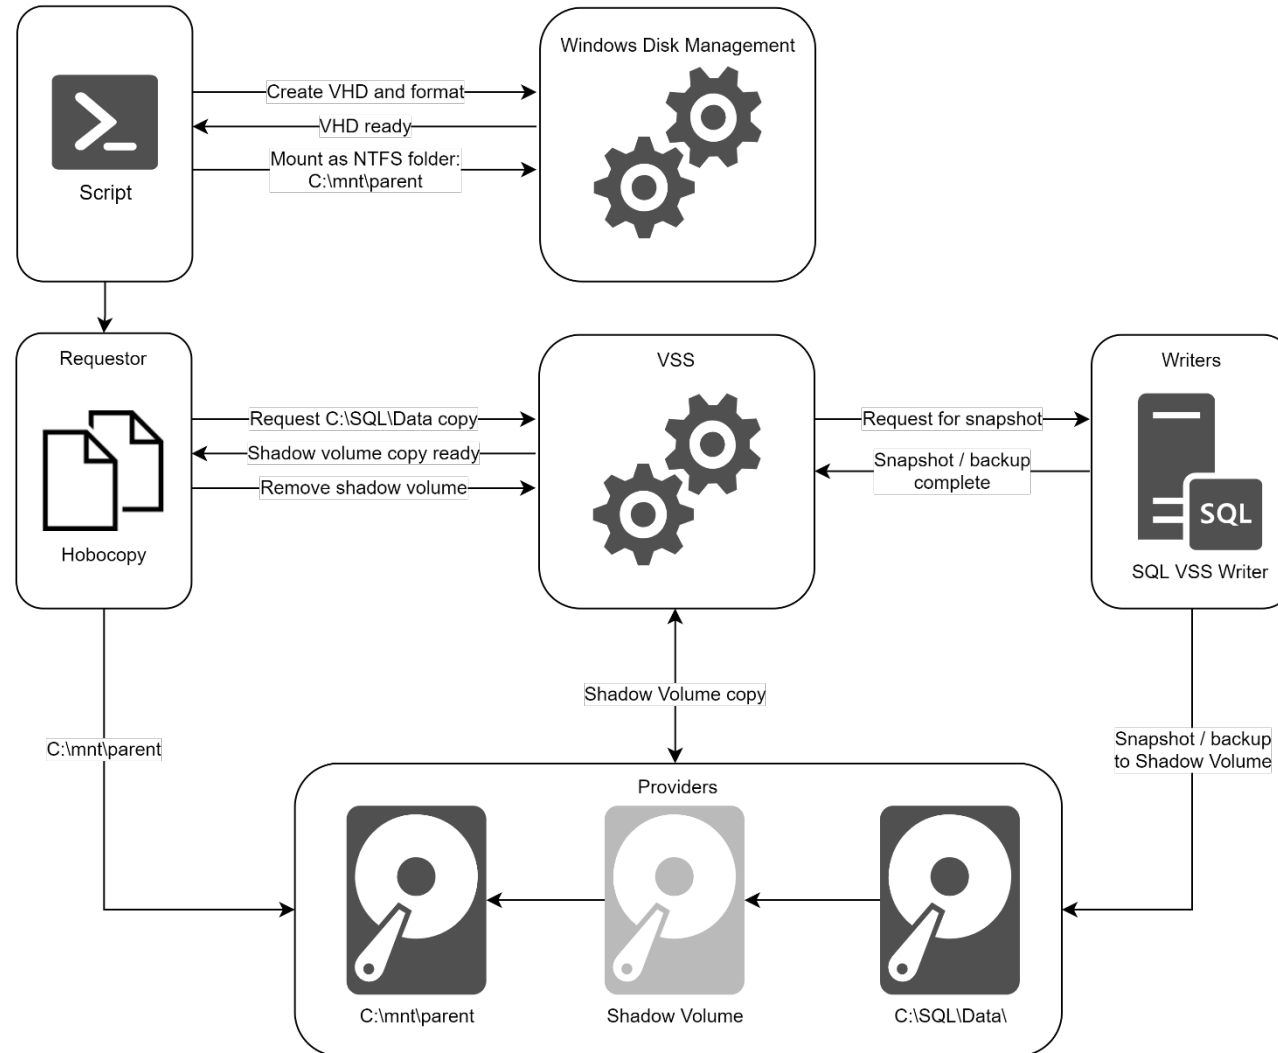 Windows Disk Management
Create VHD and format
VHD ready
Mount as NTFS folder:
C:\mnt\parent
Script
Requestor
VSS
Writers
Request C:\SQL\Data copy
Request for snapshot
Shadow volume copy ready
Snapshot / backup
complete
Remove shadow volume
SQL
Hobocopy
SQL VSS Writer
Shadow Volume copy
C:\mnt\parent
Snapshot / backup
to Shadow Volume
Providers
C:\mnt\parent
Shadow Volume
C:\SQL\Data\